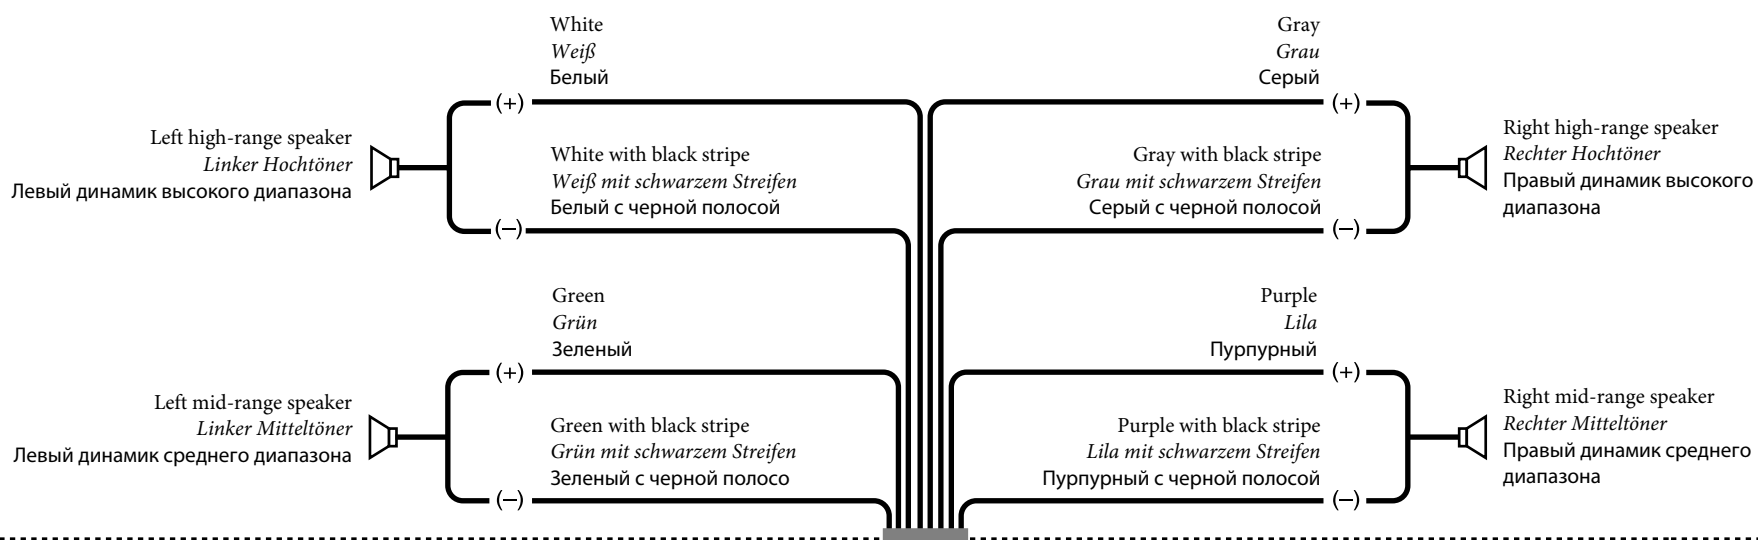 White
Weiß
Белый
Gray
Grau
Серый
(+)
(+)
Left high-range speaker
Linker Hochtöner
Левый динамик высокого диапазона
White with black stripe
Weiß mit schwarzem Streifen
Белый с черной полосой
Gray with black stripe
Grau mit schwarzem Streifen
Серый с черной полосой
Right high-range speaker
Rechter Hochtöner
Правый динамик высокого
диапазона
(−)
(−)
Green
Grün
Зеленый
Purple
Lila
Пурпурный
(+)
(+)
Left mid-range speaker
Linker Mitteltöner
Левый динамик среднего диапазона
Green with black stripe
Grün mit schwarzem Streifen
Зеленый с черной полосо
Purple with black stripe
Lila mit schwarzem Streifen
Пурпурный с черной полосой
Right mid-range speaker
Rechter Mitteltöner
Правый динамик среднего
диапазона
(−)
(−)